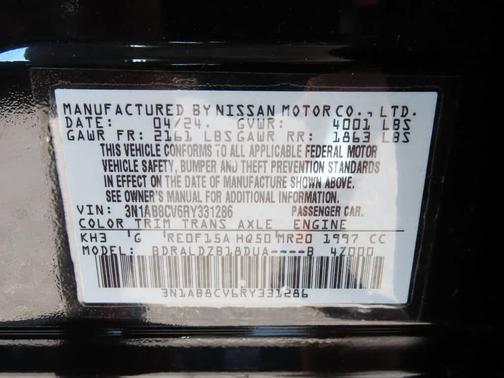 MANUFACTURED BY NISSAN MOTOR CO., LTD.
DATE: 04/24. GVWR: 4001 LBS
GAWR FR: 2161 LBS GAWR RR: 1863 LBS
THIS VEHICLE CONFORMS TO ALL APPLICABLE FEDERAL MOTOR
VEHICLE SAFETY, BUMPER AND THEFT PREVENTION STANDARDS
IN EFFECT ON THE DATE OF MANUFACTURE SHOWN ABOVE.
SEE OWNER'S MANUAL FOR ADDITIONAL INFORMATION
VIN: 3N1AB8CV6RY331286 PASSENGER CAR.
COLOR TRIM TRANS AXLE ENGINE
KH3 'G 'RE0F15A HQ50 MR20 1997 CC
MODEL: BDRALDZB18DUA----B 4Z000
3N1AB8CV6RY331286